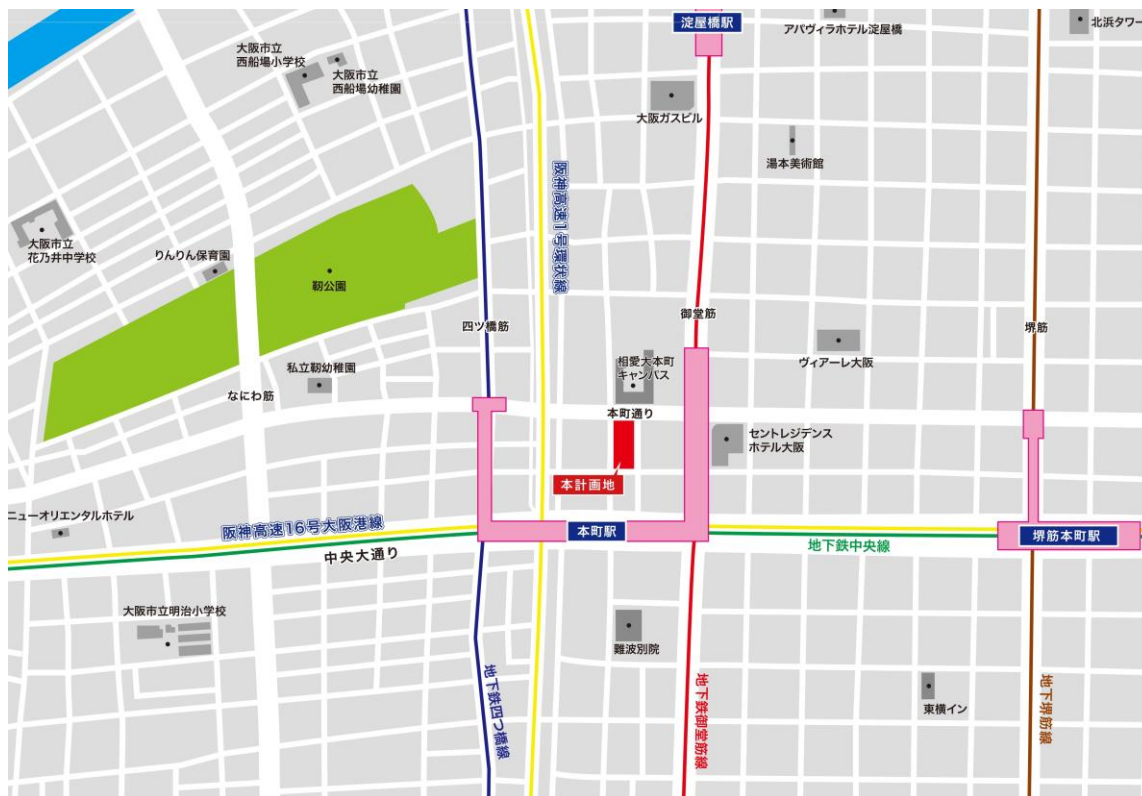 淀屋橋駅
アパヴィラホテル淀屋橋
北浜タワー
大阪市立
西船場小学校
大阪市立
西船場幼稚園
大阪ガスビル
湯本美術館
阪神高速1号環状線
大阪市立
花乃井中学校
りんりん保育園
靭公園
四ツ橋筋
御堂筋
堺筋
相愛大本町
キャンパス
ヴィアーレ大阪
私立靭幼稚園
なにわ筋
本町通り
セントレジデンス
ホテル大阪
本計画地
ニューオリエンタルホテル
阪神高速16号大阪港線
中央大通り
本町駅
地下鉄中央線
堺筋本町駅
大阪市立明治小学校
難波別院
地下鉄四つ橋線
地下鉄御堂筋線
東横イン
地下堺筋線